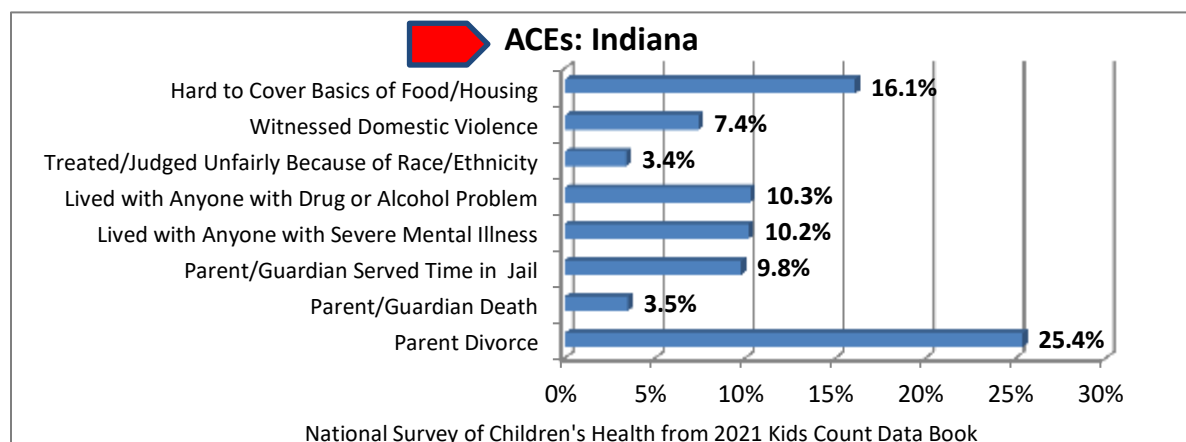 ACEs: Indiana
Hard to Cover Basics of Food/Housing 16.1%
Witnessed Domestic Violence 7.4%
Treated/Judged Unfairly Because of Race/Ethnicity 3.4%
Lived with Anyone with Drug or Alcohol Problem 10.3%
Lived with Anyone with Severe Mental Illness 10.2%
Parent/Guardian Served Time in Jail 9.8%
Parent/Guardian Death 3.5%
Parent Divorce 25.4%
0% 5% 10% 15% 20% 25% 30%
National Survey of Children's Health from 2021 Kids Count Data Book